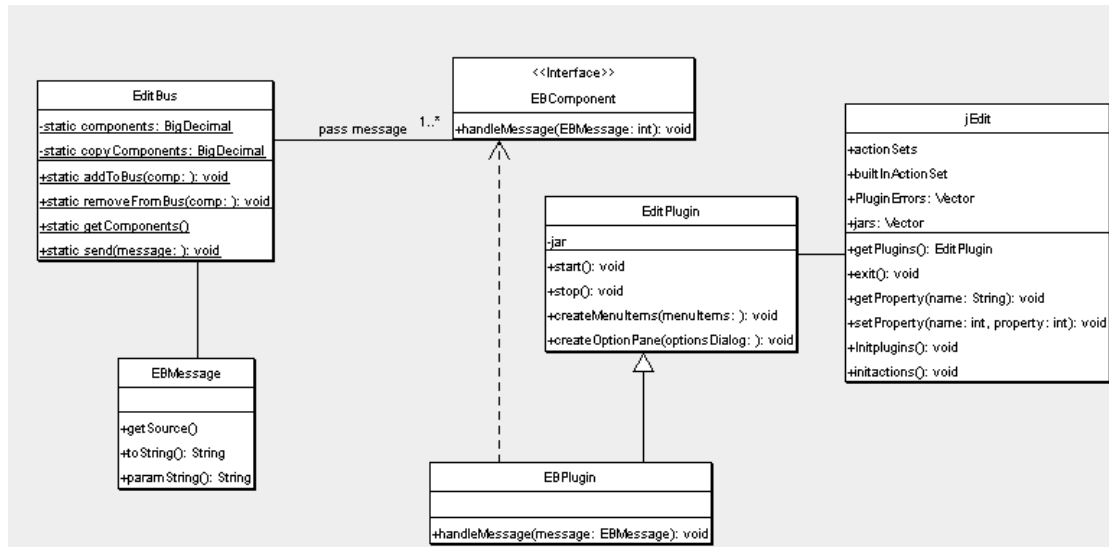 EditBus
-static components: BigDecimal
-static copyComponents: BigDecimal
+static addToBus(comp: ): void
+static removeFromBus(comp: ): void
+static getComponents()
+static send(message: ): void
pass message
1..*
<<Interface>>
EBComponent
+handleMessage(EBMessage: int): void
jEdit
+actionSets
+builtInActionSet
+PluginErrors: Vector
+jars: Vector
+getPlugins(): EditPlugin
+exit(): void
+getProperty(name: String): void
+setProperty(name: int, property: int): void
+Initplugins(): void
+initactions(): void
EditPlugin
-jar
+start(): void
+stop(): void
+createMenuItems(menuItems: ): void
+createOptionPane(optionsDialog: ): void
EBMessage
+getSource()
+toString(): String
+paramString(): String
EBPlugin
+handleMessage(message: EBMessage): void